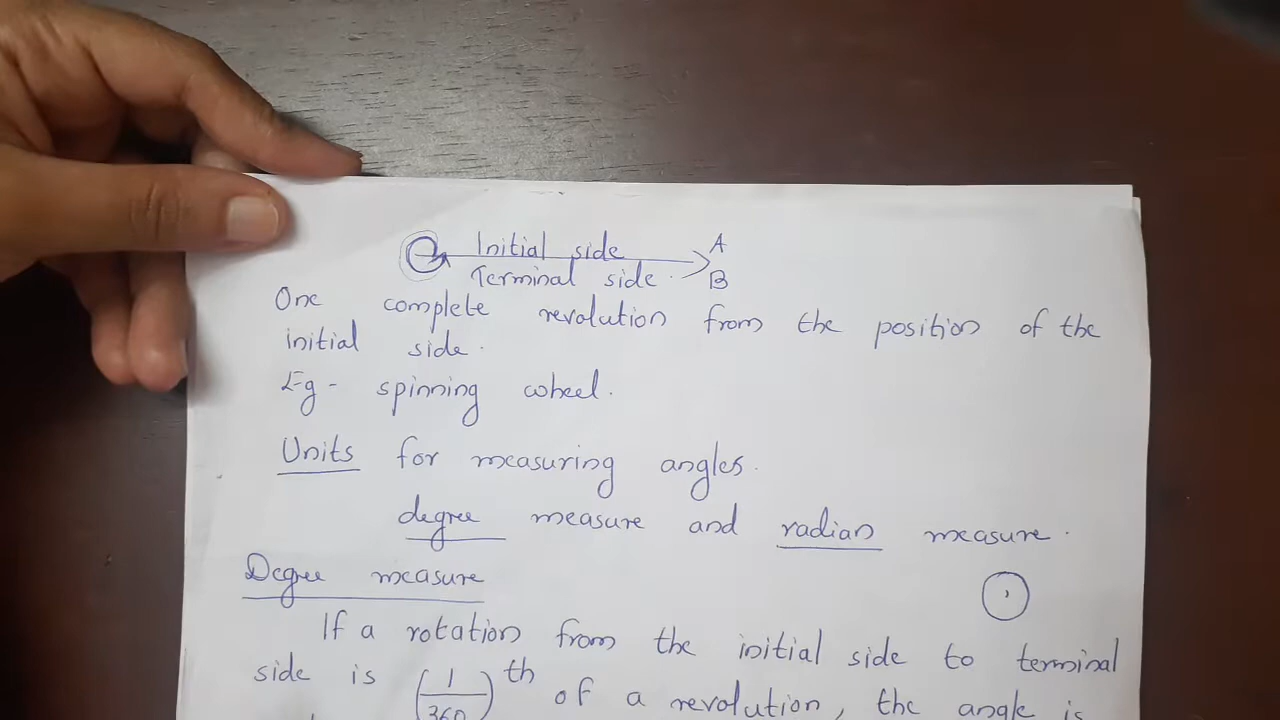 Initial side A
Terminal side. B
One complete revolution from the position of the
initial side.
Eg - spinning wheel.
Units for measuring angles.
degree measure and radian measure.
Degree measure
If a rotation from the initial side to terminal
side is (1/360)th of a revolution, the angle is